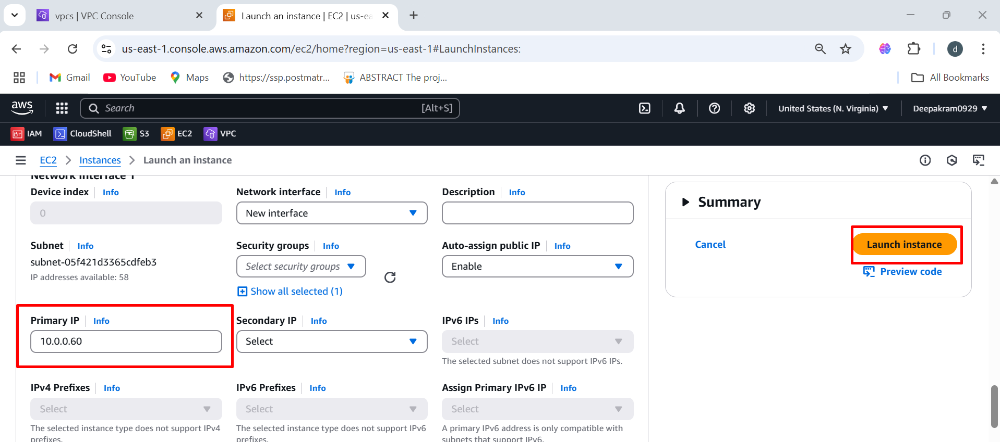 vpcs | VPC Console
Launch an instance | EC2 | us-ea
us-east-1.console.aws.amazon.com/ec2/home?region=us-east-1#LaunchInstances:
d
Gmail
YouTube
Maps
https://ssp.postmatr...
ABSTRACT The proj...
All Bookmarks
aws
Search
[Alt+S]
United States (N. Virginia)
Deepakram0929
IAM
CloudShell
S3
EC2
VPC
EC2 > Instances > Launch an instance
Network interface 1
Device index
Info
Network interface
Info
Description
Info
0
New interface
Subnet
Info
Security groups
Info
Auto-assign public IP
Info
subnet-05f421d3365cdfeb3
Select security groups
Enable
IP addresses available: 58
Show all selected (1)
Primary IP
Info
Secondary IP
Info
IPv6 IPs
Info
10.0.0.60
Select
Select
The selected subnet does not support IPv6 IPs.
IPv4 Prefixes
Info
IPv6 Prefixes
Info
Assign Primary IPv6 IP
Info
Select
Select
Select
The selected instance type does not support IPv4
prefixes.
The selected instance type does not support IPv6
prefixes.
A primary IPv6 address is only compatible with
subnets that support IPv6.
Summary
Cancel
Launch instance
Preview code